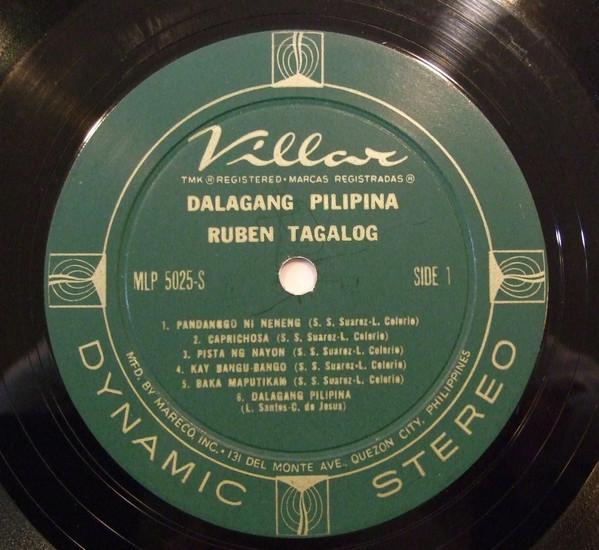 Villar
TMK ® REGISTERED • MARCAS REGISTRADAS ®
DALAGANG PILIPINA
RUBEN TAGALOG
MLP 5025-S
SIDE 1
1. PANDANGGO NI NENENG (S. S. Suarez-L. Celerio)
2. CAPRICHOSA (S. S. Suarez-L. Celerio)
3. PISTA NG NAYON (S. S. Suarez-L. Celerio)
4. KAY BANGU-BANGO (S. S. Suarez-L. Celerio)
5. BAKA MAPUTIKAN (S. S. Suarez-L. Celerio)
6. DALAGANG PILIPINA
(L. Santos-C. de Jesus)
MFD. BY MARECO, INC. • 131 DEL MONTE AVE., QUEZON CITY, PHILIPPINES
DYNAMIC STEREO